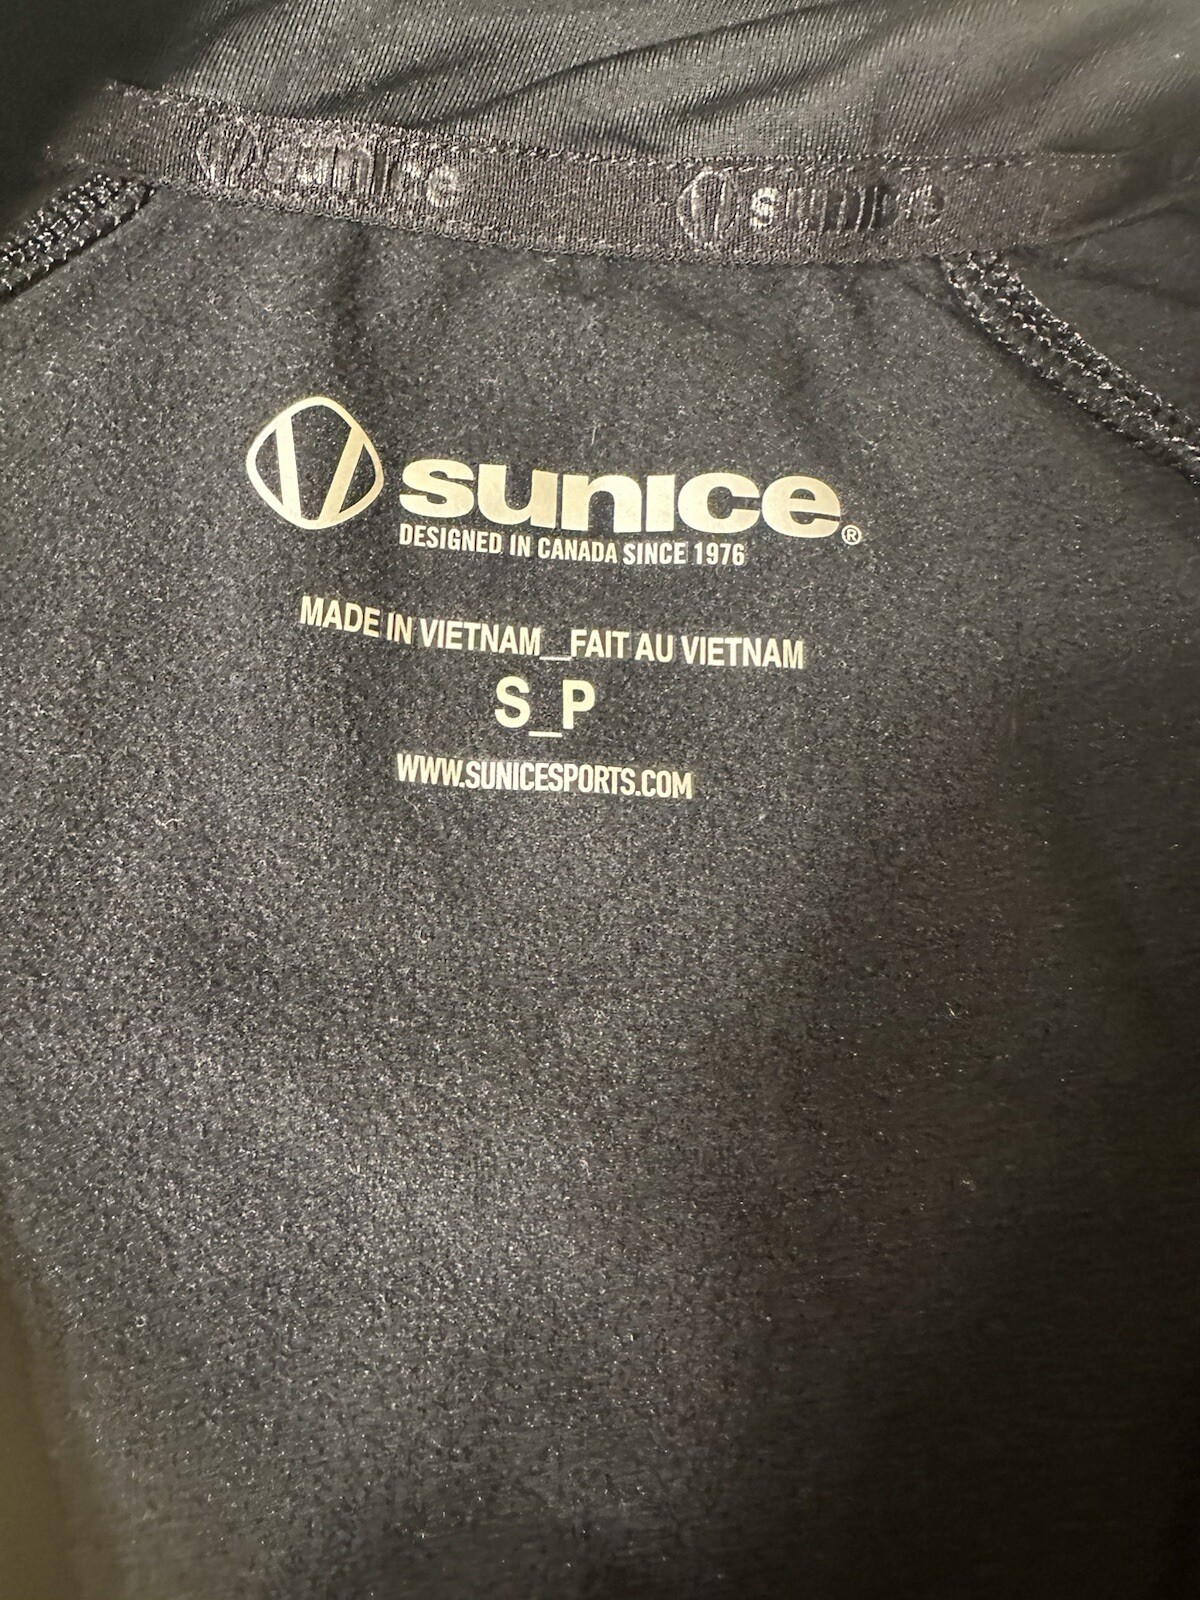 sunice sunice
sunice®
DESIGNED IN CANADA SINCE 1976
MADE IN VIETNAM_FAIT AU VIETNAM
S_P
WWW.SUNICESPORTS.COM